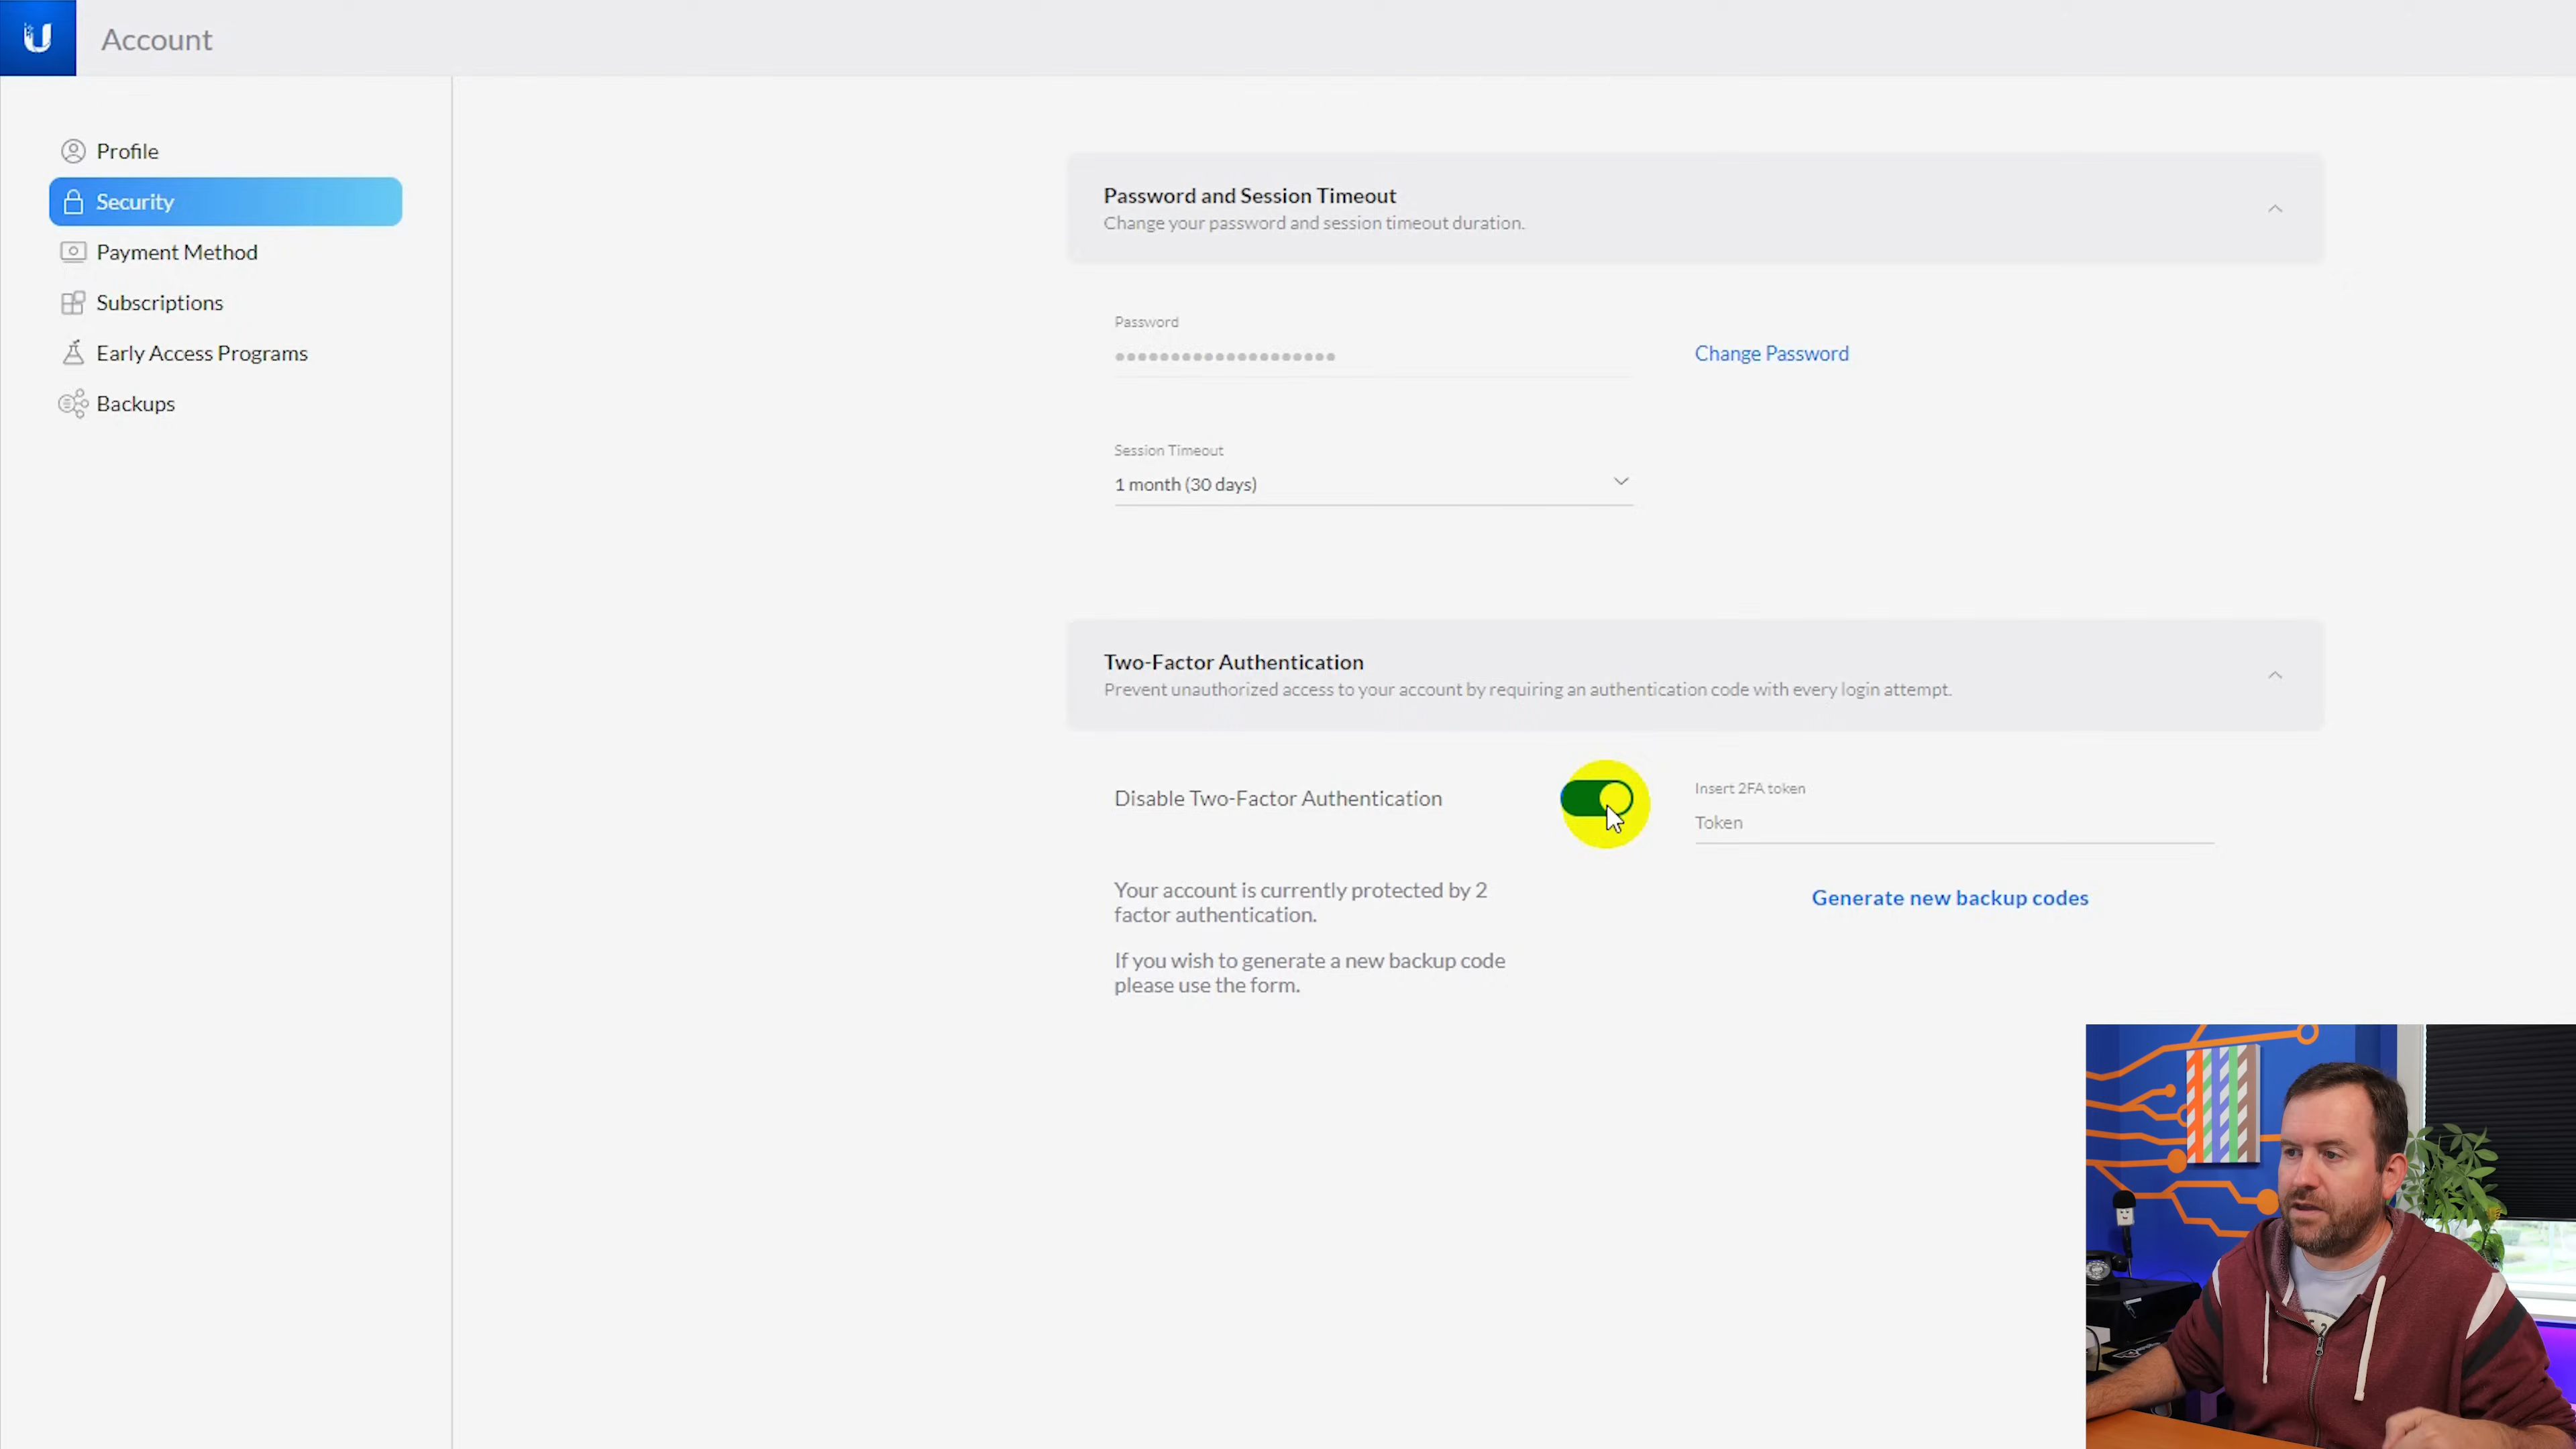 Account
Profile
Security
Payment Method
Subscriptions
Early Access Programs
Backups
Password and Session Timeout
Change your password and session timeout duration.
Password
Change Password
Session Timeout
1 month (30 days)
Two-Factor Authentication
Prevent unauthorized access to your account by requiring an authentication code with every login attempt.
Disable Two-Factor Authentication
Insert 2FA token
Token
Your account is currently protected by 2
factor authentication.
Generate new backup codes
If you wish to generate a new backup code
please use the form.